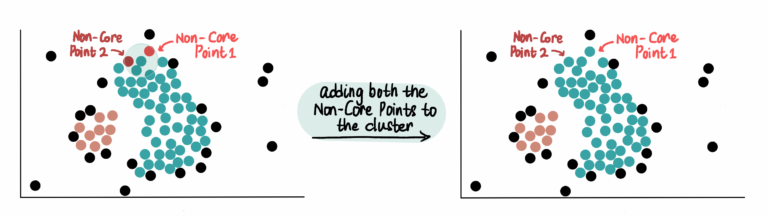 Non-Core
Point 2
Non-Core
Point 1
adding both the
Non-Core Points to
the cluster
Non-Core
Point 2
Non-Core
Point 1